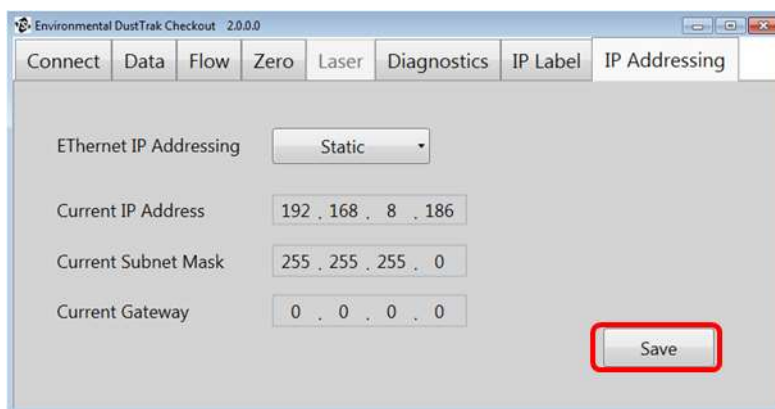 Environmental DustTrak Checkout 2.0.0.0
Connect Data Flow Zero Laser Diagnostics IP Label IP Addressing
EThernet IP Addressing Static
Current IP Address 192 . 168 . 8 . 186
Current Subnet Mask 255 . 255 . 255 . 0
Current Gateway 0 . 0 . 0 . 0
Save